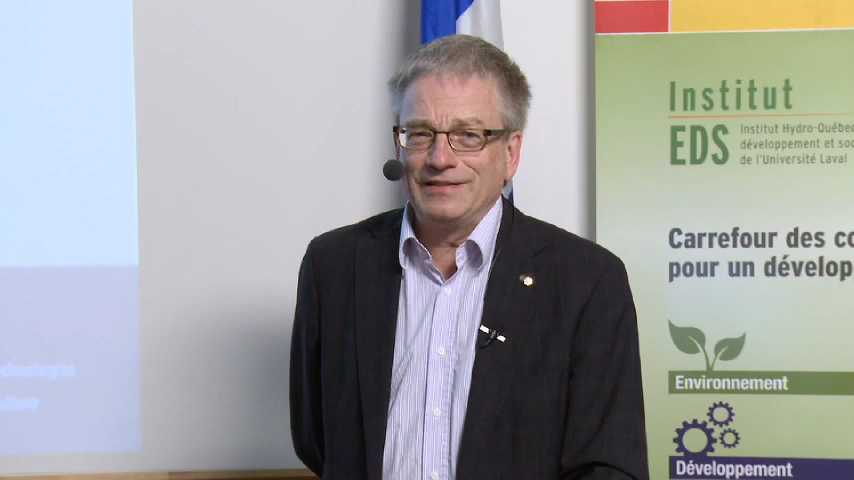 Institut
EDS
Institut Hydro-Québec
développement et soc
de l'Université Laval
Carrefour des co
pour un dévelop
Environnement
Développement